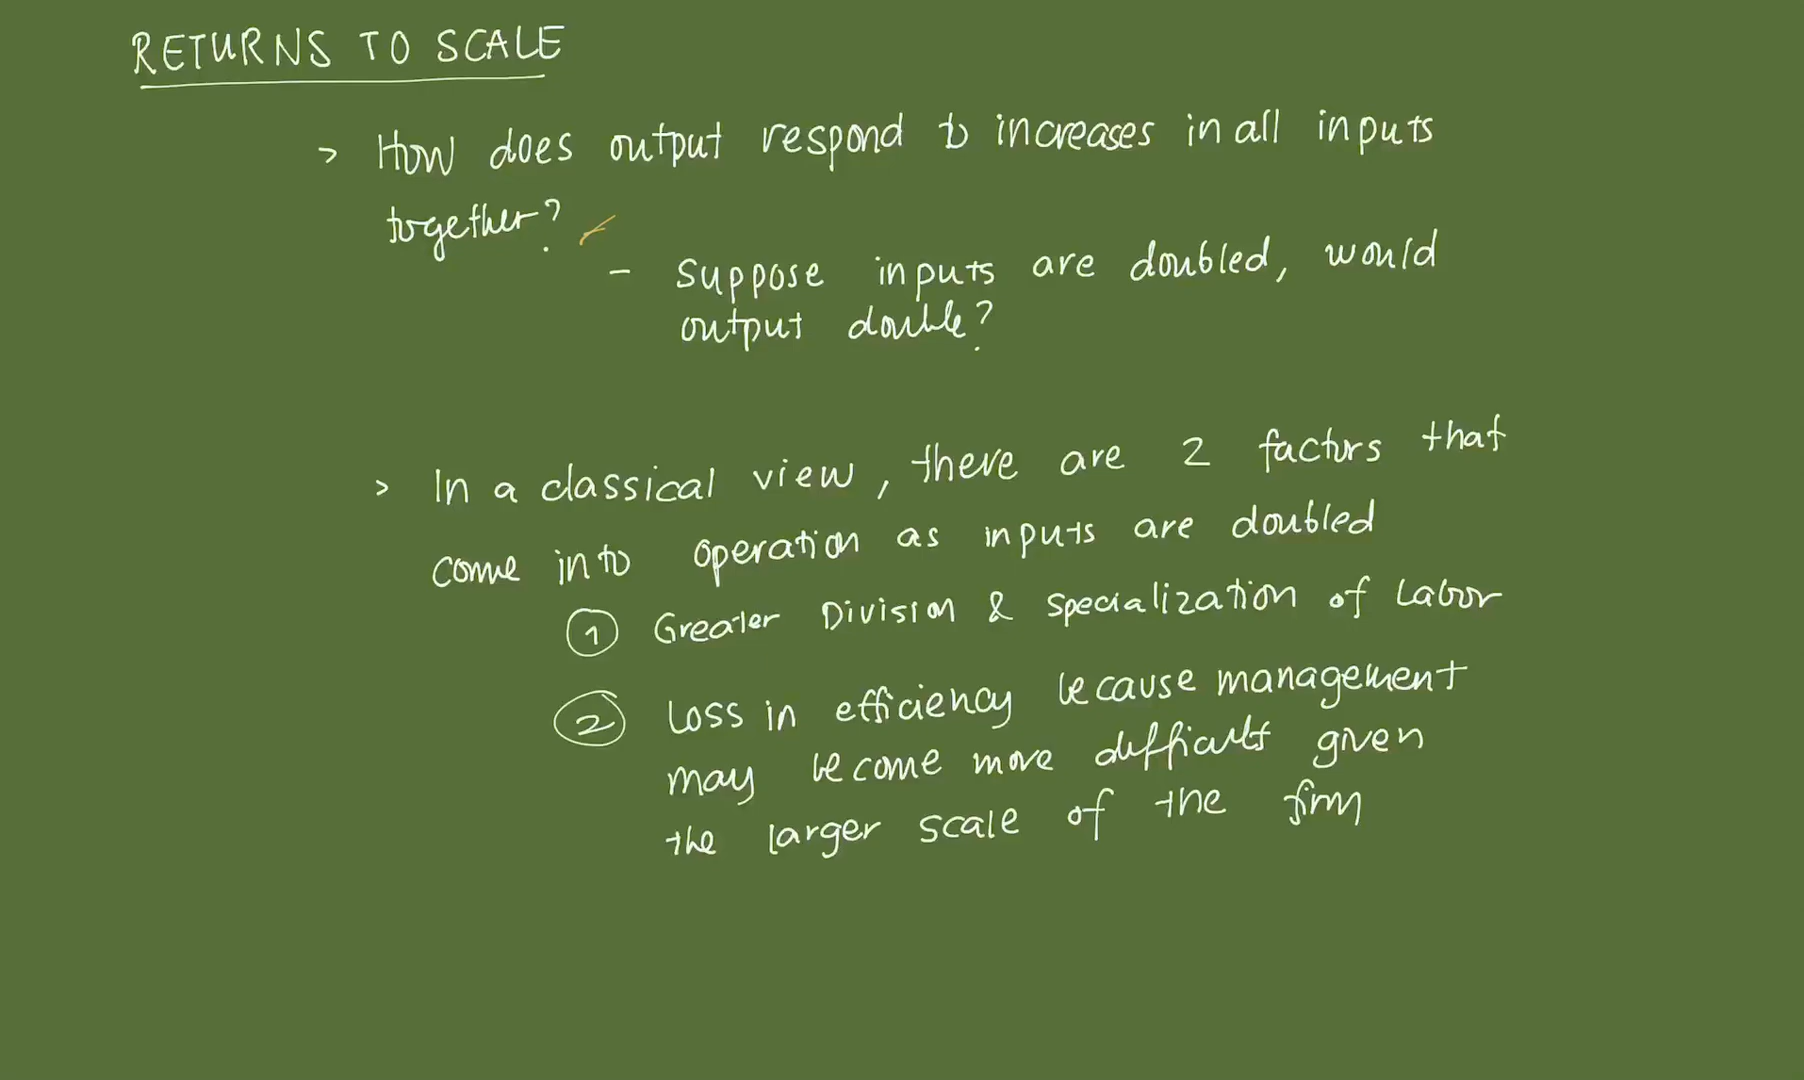 RETURNS TO SCALE
> How does output respond to increases in all inputs
together?
- Suppose inputs are doubled, would
output double?
> In a classical view, there are 2 factors that
come into operation as inputs are doubled
① Greater Division & specialization of Labor
② Loss in efficiency because management
may become more difficult given
the larger scale of the firm